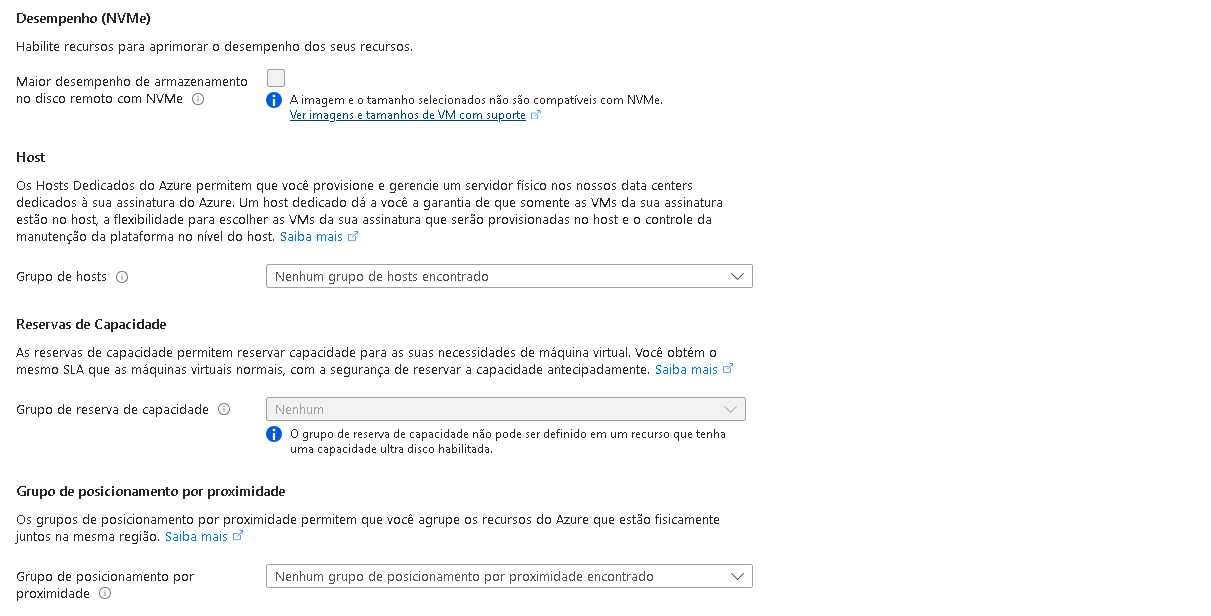 Desempenho (NVMe)
Habilite recursos para aprimorar o desempenho dos seus recursos.
Maior desempenho de armazenamento
no disco remoto com NVMe
A imagem e o tamanho selecionados não são compatíveis com NVMe.
Ver imagens e tamanhos de VM com suporte
Host
Os Hosts Dedicados do Azure permitem que você provisione e gerencie um servidor físico nos nossos data centers
dedicados à sua assinatura do Azure. Um host dedicado dá a você a garantia de que somente as VMs da sua assinatura
estão no host, a flexibilidade para escolher as VMs da sua assinatura que serão provisionadas no host e o controle da
manutenção da plataforma no nível do host. Saiba mais
Grupo de hosts
Nenhum grupo de hosts encontrado
Reservas de Capacidade
As reservas de capacidade permitem reservar capacidade para as suas necessidades de máquina virtual. Você obtém o
mesmo SLA que as máquinas virtuais normais, com a segurança de reservar a capacidade antecipadamente. Saiba mais
Grupo de reserva de capacidade
Nenhum
O grupo de reserva de capacidade não pode ser definido em um recurso que tenha
uma capacidade ultra disco habilitada.
Grupo de posicionamento por proximidade
Os grupos de posicionamento por proximidade permitem que você agrupe os recursos do Azure que estão fisicamente
juntos na mesma região. Saiba mais
Grupo de posicionamento por
proximidade
Nenhum grupo de posicionamento por proximidade encontrado